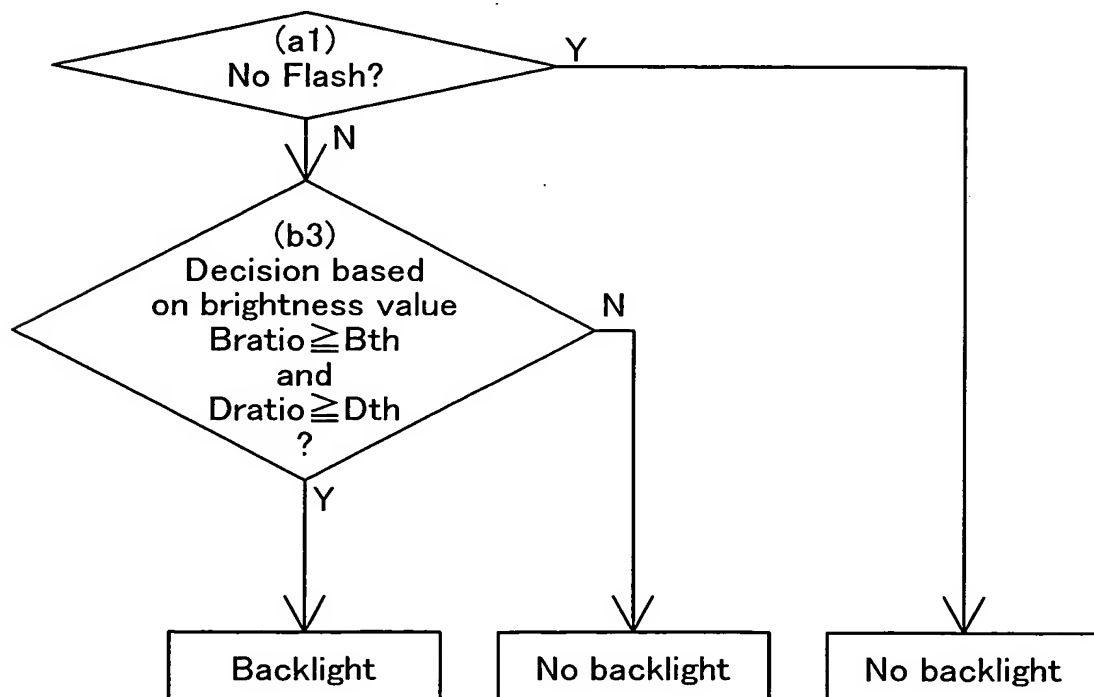 (a1)
No Flash?
Y
N
(b3)
Decision based
on brightness value
Bratio≧Bth
and
Dratio≧Dth
?
N
Y
Backlight
No backlight
No backlight